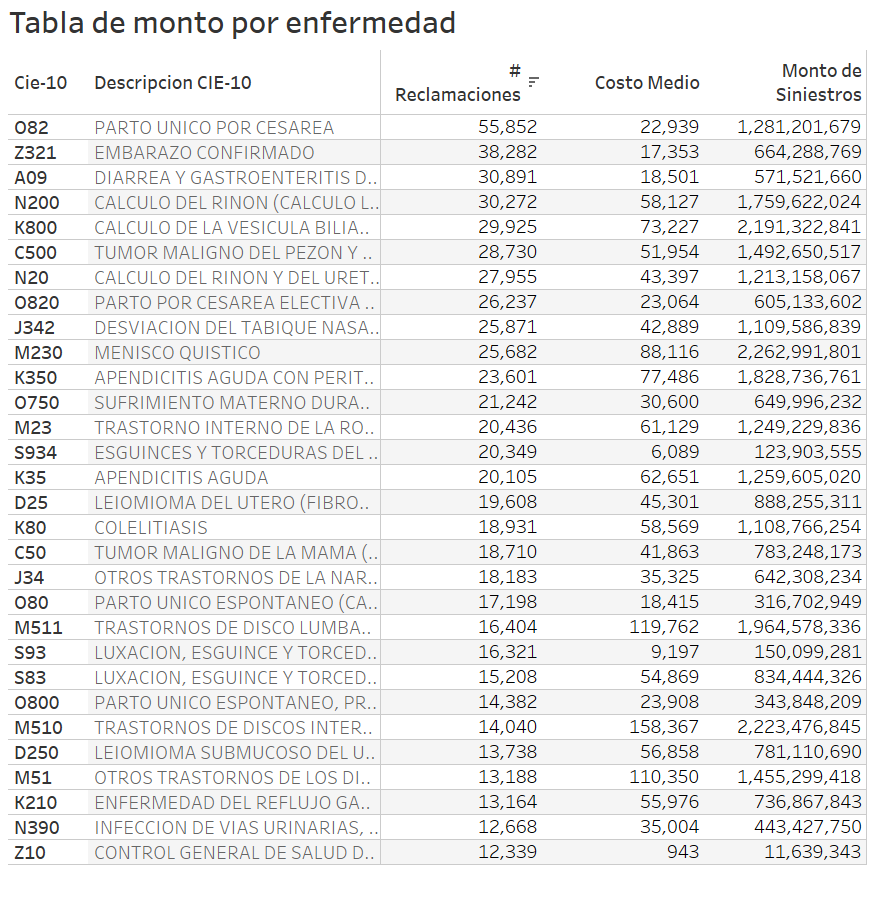 Tabla de monto por enfermedad
Cie-10 Descripcion CIE-10 # Reclamaciones Costo Medio Monto de Siniestros
O82 PARTO UNICO POR CESAREA 55,852 22,939 1,281,201,679
Z321 EMBARAZO CONFIRMADO 38,282 17,353 664,288,769
A09 DIARREA Y GASTROENTERITIS D.. 30,891 18,501 571,521,660
N200 CALCULO DEL RINON (CALCULO L.. 30,272 58,127 1,759,622,024
K800 CALCULO DE LA VESICULA BILIA.. 29,925 73,227 2,191,322,841
C500 TUMOR MALIGNO DEL PEZON Y .. 28,730 51,954 1,492,650,517
N20 CALCULO DEL RINON Y DEL URET.. 27,955 43,397 1,213,158,067
O820 PARTO POR CESAREA ELECTIVA .. 26,237 23,064 605,133,602
J342 DESVIACION DEL TABIQUE NASA.. 25,871 42,889 1,109,586,839
M230 MENISCO QUISTICO 25,682 88,116 2,262,991,801
K350 APENDICITIS AGUDA CON PERIT.. 23,601 77,486 1,828,736,761
O750 SUFRIMIENTO MATERNO DURA.. 21,242 30,600 649,996,232
M23 TRASTORNO INTERNO DE LA RO.. 20,436 61,129 1,249,229,836
S934 ESGUINCES Y TORCEDURAS DEL .. 20,349 6,089 123,903,555
K35 APENDICITIS AGUDA 20,105 62,651 1,259,605,020
D25 LEIOMIOMA DEL UTERO (FIBRO.. 19,608 45,301 888,255,311
K80 COLELITIASIS 18,931 58,569 1,108,766,254
C50 TUMOR MALIGNO DE LA MAMA (.. 18,710 41,863 783,248,173
J34 OTROS TRASTORNOS DE LA NAR.. 18,183 35,325 642,308,234
O80 PARTO UNICO ESPONTANEO (CA.. 17,198 18,415 316,702,949
M511 TRASTORNOS DE DISCO LUMBA.. 16,404 119,762 1,964,578,336
S93 LUXACION, ESGUINCE Y TORCED.. 16,321 9,197 150,099,281
S83 LUXACION, ESGUINCE Y TORCED.. 15,208 54,869 834,444,326
O800 PARTO UNICO ESPONTANEO, PR.. 14,382 23,908 343,848,209
M510 TRASTORNOS DE DISCOS INTER.. 14,040 158,367 2,223,476,845
D250 LEIOMIOMA SUBMUCOSO DEL U.. 13,738 56,858 781,110,690
M51 OTROS TRASTORNOS DE LOS DI.. 13,188 110,350 1,455,299,418
K210 ENFERMEDAD DEL REFLUJO GA.. 13,164 55,976 736,867,843
N390 INFECCION DE VIAS URINARIAS, .. 12,668 35,004 443,427,750
Z10 CONTROL GENERAL DE SALUD D.. 12,339 943 11,639,343